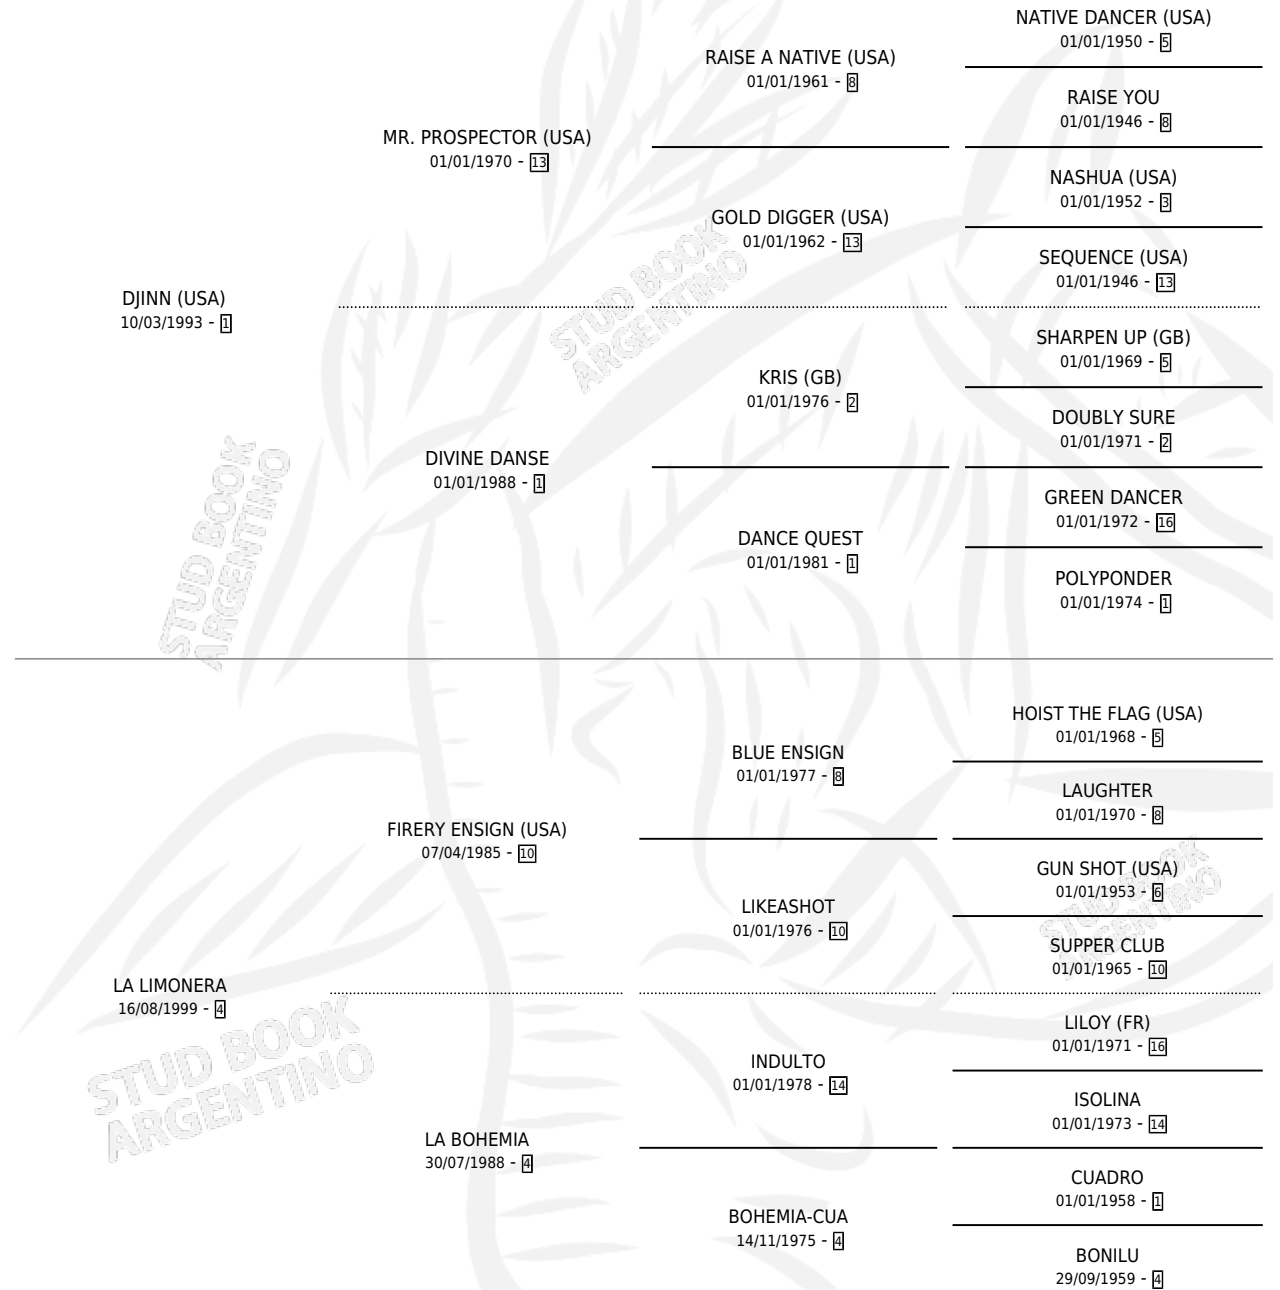 NATIVE DANCER (USA)
01/01/1950 - 5
RAISE A NATIVE (USA)
01/01/1961 - 8
RAISE YOU
01/01/1946 - 8
MR. PROSPECTOR (USA)
01/01/1970 - 13
NASHUA (USA)
01/01/1952 - 3
GOLD DIGGER (USA)
01/01/1962 - 13
SEQUENCE (USA)
01/01/1946 - 13
DJINN (USA)
10/03/1993 - 1
SHARPEN UP (GB)
01/01/1969 - 5
KRIS (GB)
01/01/1976 - 2
DOUBLY SURE
01/01/1971 - 2
DIVINE DANSE
01/01/1988 - 1
GREEN DANCER
01/01/1972 - 16
DANCE QUEST
01/01/1981 - 1
POLYPONDER
01/01/1974 - 1
HOIST THE FLAG (USA)
01/01/1968 - 5
BLUE ENSIGN
01/01/1977 - 8
LAUGHTER
01/01/1970 - 8
FIRERY ENSIGN (USA)
07/04/1985 - 10
GUN SHOT (USA)
01/01/1953 - 6
LIKEASHOT
01/01/1976 - 10
SUPPER CLUB
01/01/1965 - 10
LA LIMONERA
16/08/1999 - 4
LILOY (FR)
01/01/1971 - 16
INDULTO
01/01/1978 - 14
ISOLINA
01/01/1973 - 14
LA BOHEMIA
30/07/1988 - 4
CUADRO
01/01/1958 - 1
BOHEMIA-CUA
14/11/1975 - 4
BONILU
29/09/1959 - 4
STUD BOOK
ARGENTINO
STUD BOOK
ARGENTINO
STUD BOOK
ARGENTINO
STUD BOOK
ARGENTINO